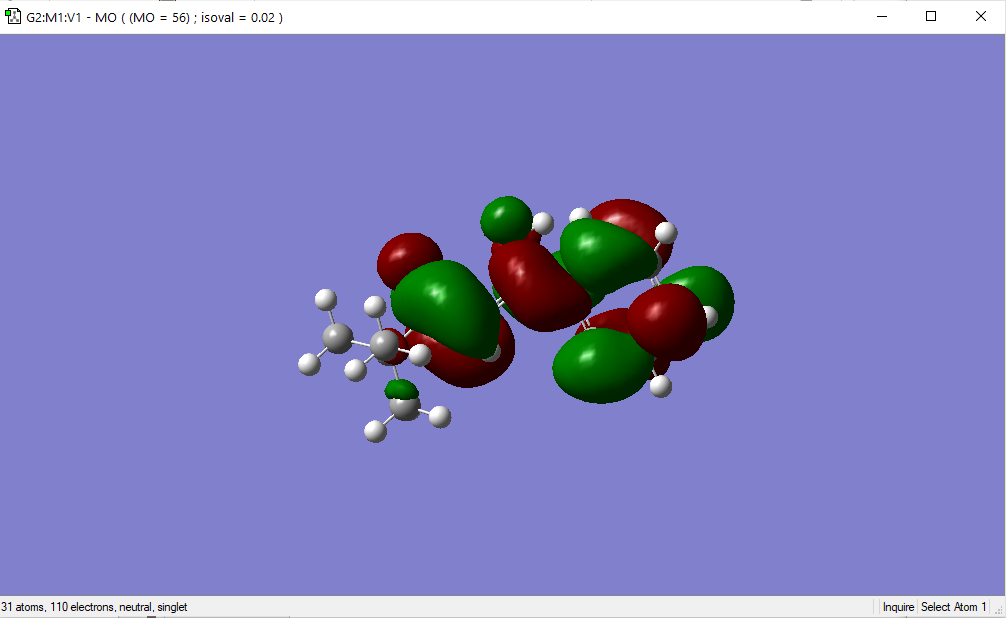 G2:M1:V1 - MO ( (MO = 56) ; isoval = 0.02 )
31 atoms, 110 electrons, neutral, singlet
Inquire Select Atom 1